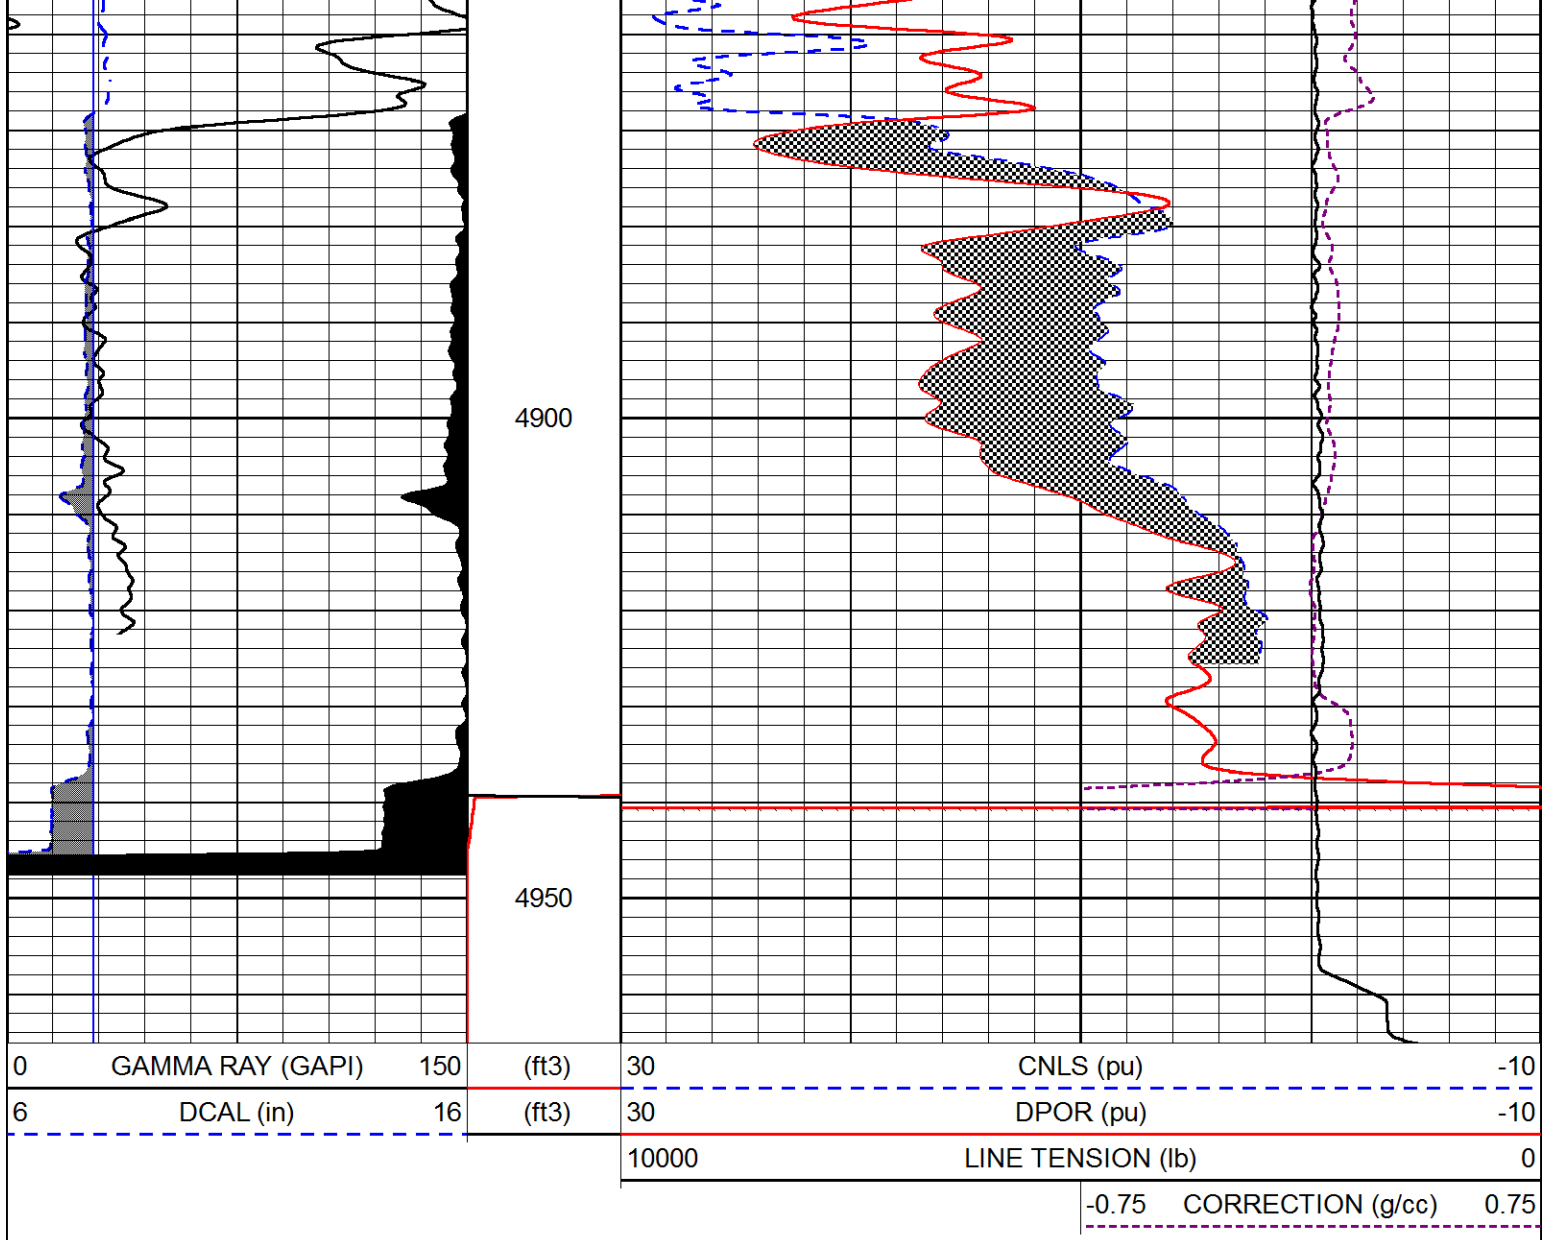 4900
4950
0 GAMMA RAY (GAPI) 150 (ft3) 30 CNLS (pu) -10
6 DCAL (in) 16 (ft3) 30 DPOR (pu) -10
10000 LINE TENSION (lb) 0
-0.75 CORRECTION (g/cc) 0.75